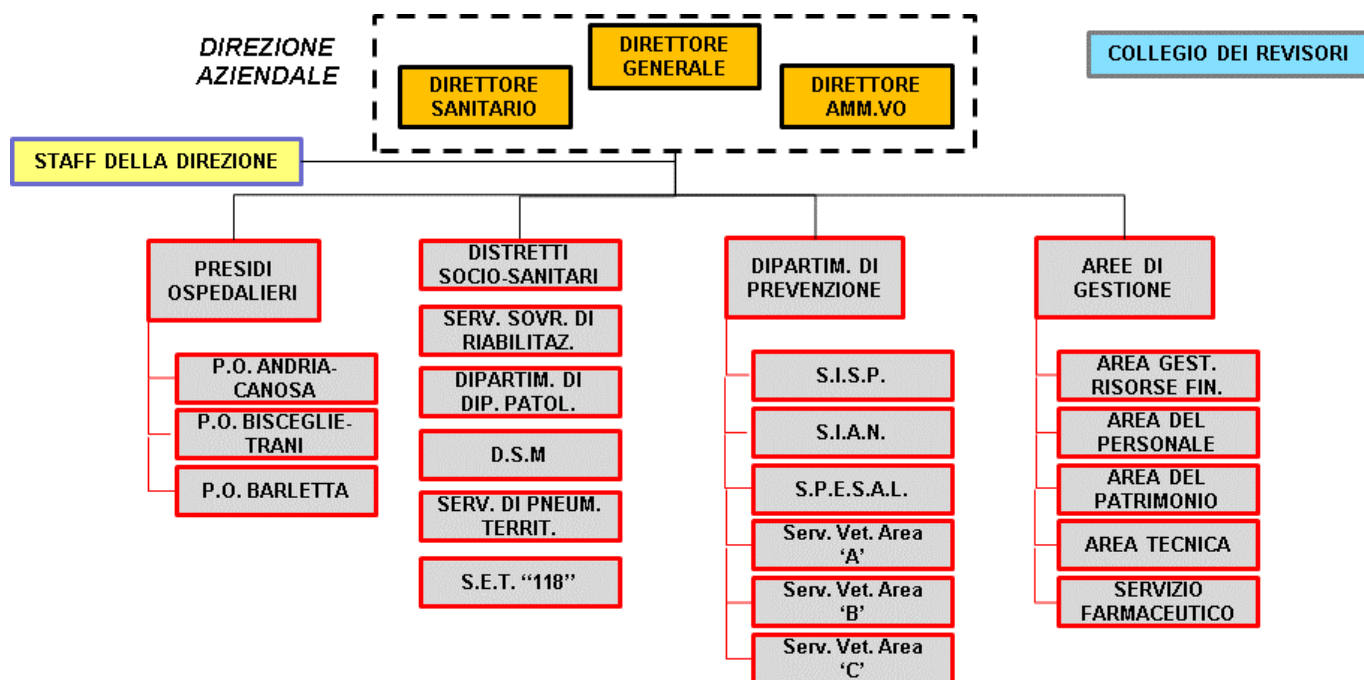 DIREZIONE
AZIENDALE
DIRETTORE
GENERALE
DIRETTORE
SANITARIO
DIRETTORE
AMM.VO
COLLEGIO DEI REVISORI
STAFF DELLA DIREZIONE
PRESIDI
OSPEDALIERI
P.O. ANDRIA-
CANOSA
P.O. BISCEGLIE-
TRANI
P.O. BARLETTA
DISTRETTI
SOCIO-SANITARI
SERV. SOVR. DI
RIABILITAZ.
DIPARTIM. DI
DIP. PATOL.
D.S.M
SERV. DI PNEUM.
TERRIT.
S.E.T. “118”
DIPARTIM. DI
PREVENZIONE
S.I.S.P.
S.I.A.N.
S.P.E.S.A.L.
Serv. Vet. Area
‘A’
Serv. Vet. Area
‘B’
Serv. Vet. Area
‘C’
AREE DI
GESTIONE
AREA GEST.
RISORSE FIN.
AREA DEL
PERSONALE
AREA DEL
PATRIMONIO
AREA TECNICA
SERVIZIO
FARMACEUTICO